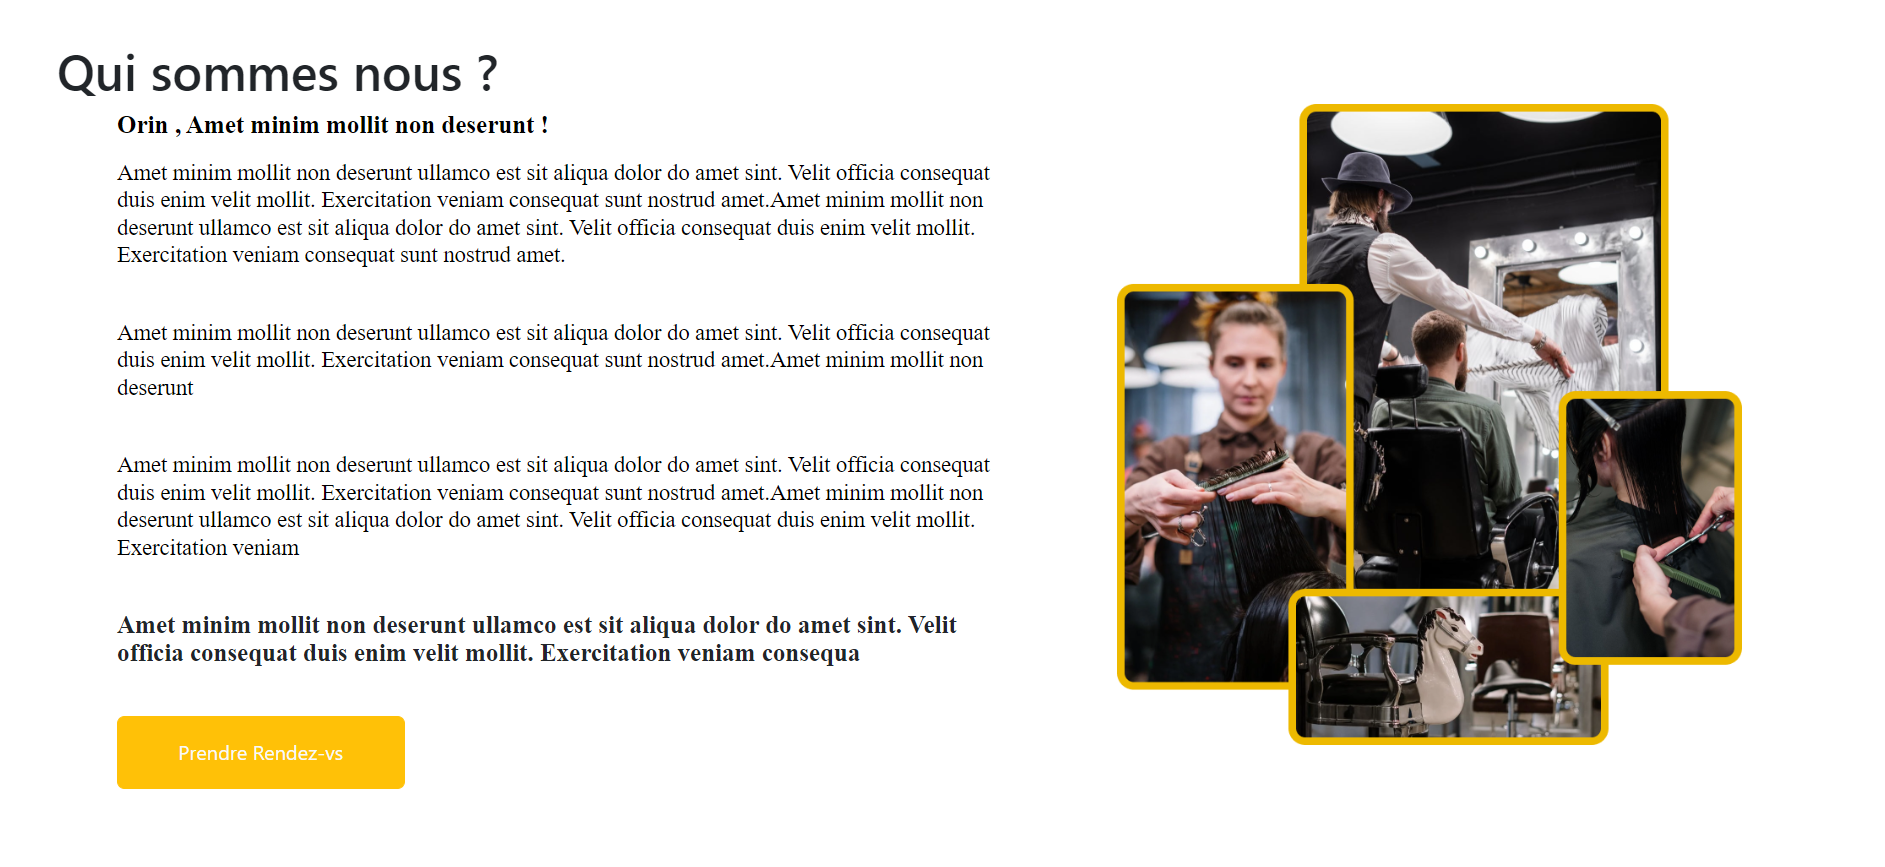 Qui sommes nous ?
Orin , Amet minim mollit non deserunt !
Amet minim mollit non deserunt ullamco est sit aliqua dolor do amet sint. Velit officia consequat
duis enim velit mollit. Exercitation veniam consequat sunt nostrud amet.Amet minim mollit non
deserunt ullamco est sit aliqua dolor do amet sint. Velit officia consequat duis enim velit mollit.
Exercitation veniam consequat sunt nostrud amet.
Amet minim mollit non deserunt ullamco est sit aliqua dolor do amet sint. Velit officia consequat
duis enim velit mollit. Exercitation veniam consequat sunt nostrud amet.Amet minim mollit non
deserunt
Amet minim mollit non deserunt ullamco est sit aliqua dolor do amet sint. Velit officia consequat
duis enim velit mollit. Exercitation veniam consequat sunt nostrud amet.Amet minim mollit non
deserunt ullamco est sit aliqua dolor do amet sint. Velit officia consequat duis enim velit mollit.
Exercitation veniam
Amet minim mollit non deserunt ullamco est sit aliqua dolor do amet sint. Velit
officia consequat duis enim velit mollit. Exercitation veniam consequa
Prendre Rendez-vs